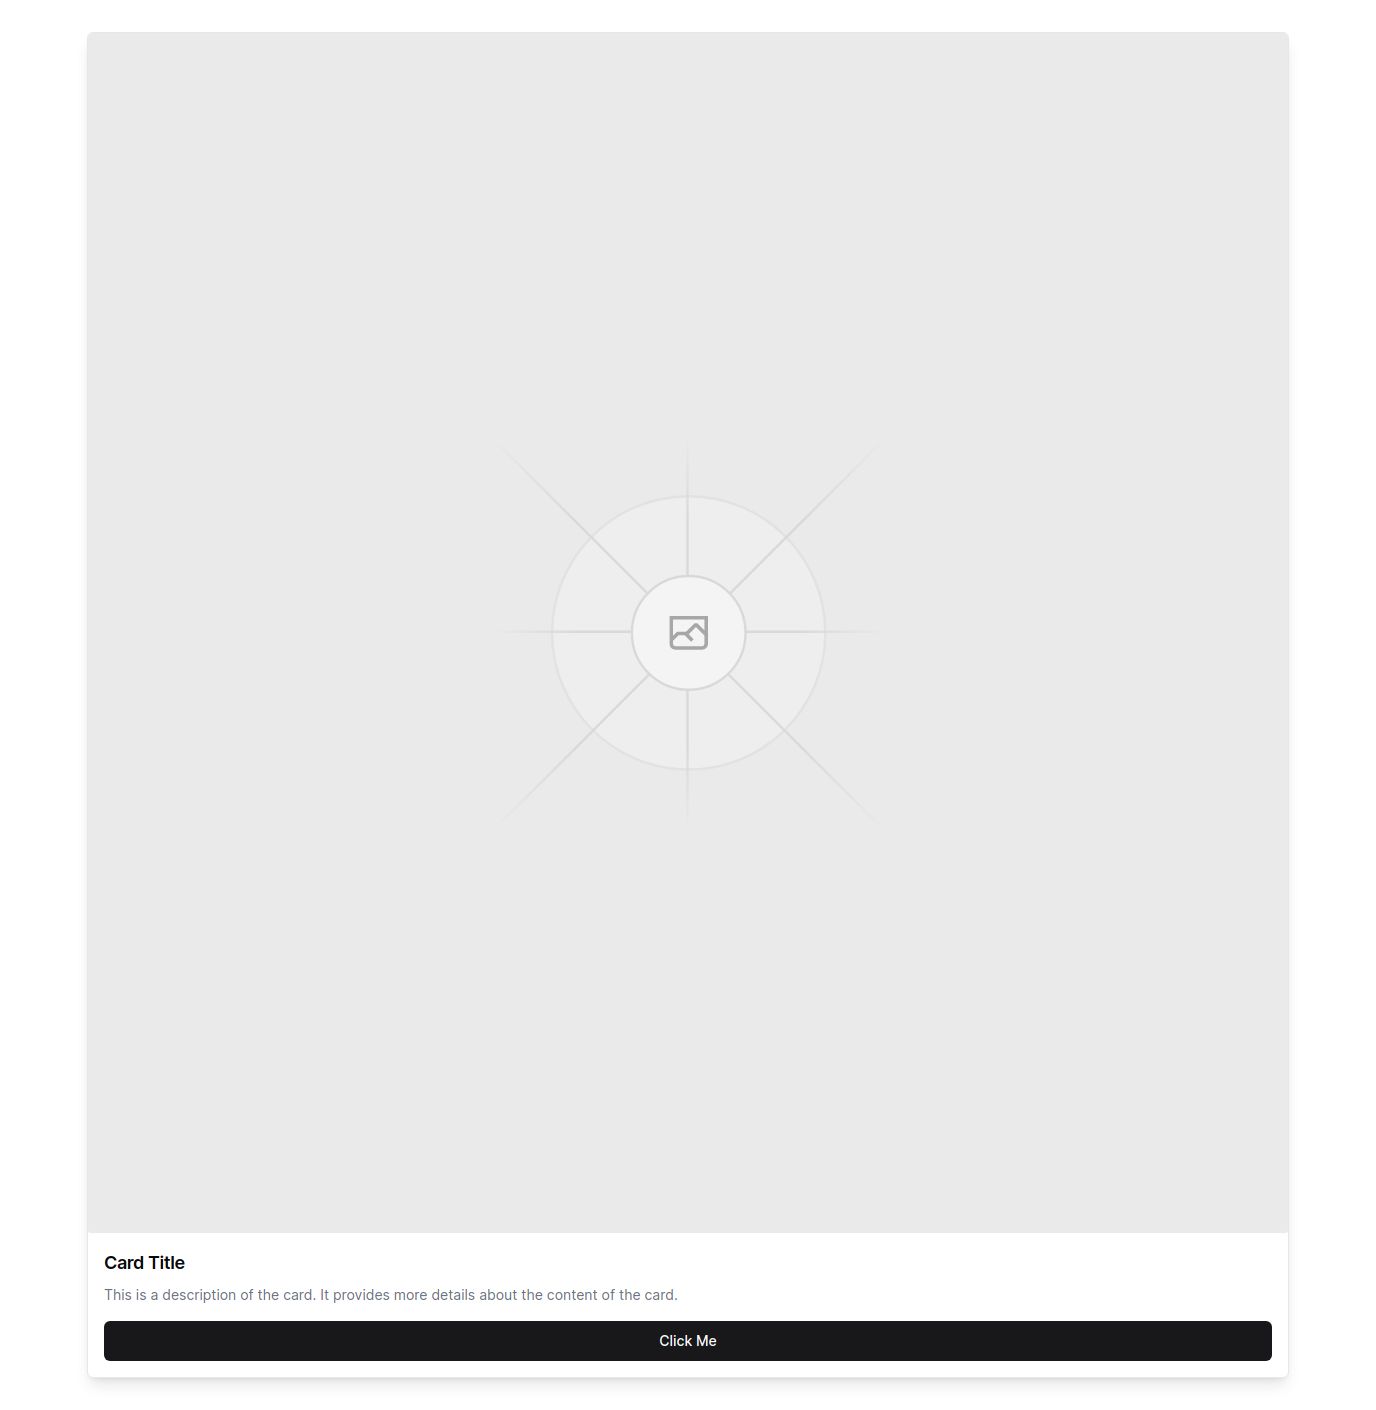 Card Title
This is a description of the card. It provides more details about the content of the card.
Click Me